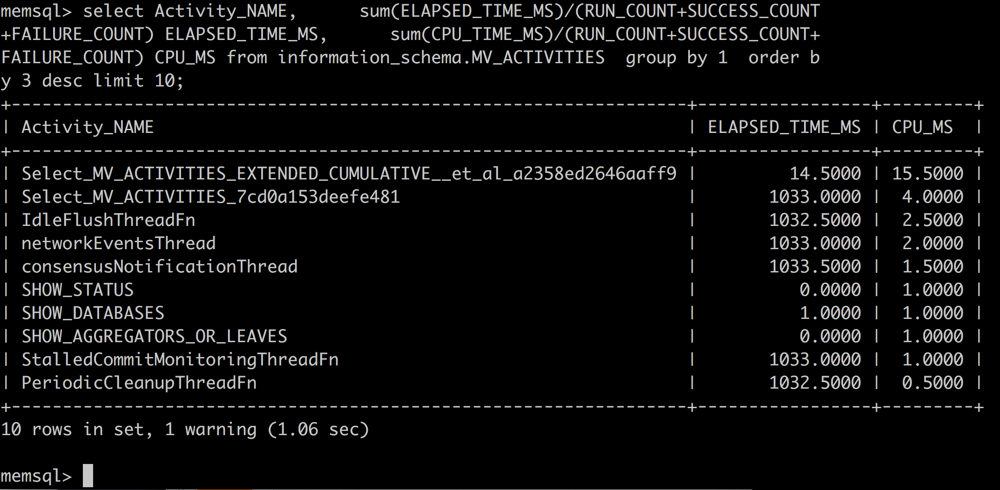 memsql> select Activity_NAME,      sum(ELAPSED_TIME_MS)/(RUN_COUNT+SUCCESS_COUNT
+FAILURE_COUNT) ELAPSED_TIME_MS,      sum(CPU_TIME_MS)/(RUN_COUNT+SUCCESS_COUNT+
FAILURE_COUNT) CPU_MS from information_schema.MV_ACTIVITIES  group by 1  order b
y 3 desc limit 10;
+------------------------------------------------------------------+-----------------+---------+
| Activity_NAME                                                    | ELAPSED_TIME_MS | CPU_MS  |
+------------------------------------------------------------------+-----------------+---------+
| Select_MV_ACTIVITIES_EXTENDED_CUMULATIVE__et_al_a2358ed2646aaff9 |         14.5000 | 15.5000 |
| Select_MV_ACTIVITIES_7cd0a153deefe481                            |       1033.0000 |  4.0000 |
| IdleFlushThreadFn                                                |       1032.5000 |  2.5000 |
| networkEventsThread                                              |       1033.0000 |  2.0000 |
| consensusNotificationThread                                      |       1033.5000 |  1.5000 |
| SHOW_STATUS                                                      |          0.0000 |  1.0000 |
| SHOW_DATABASES                                                   |          1.0000 |  1.0000 |
| SHOW_AGGREGATORS_OR_LEAVES                                       |          0.0000 |  1.0000 |
| StalledCommitMonitoringThreadFn                                  |       1033.0000 |  1.0000 |
| PeriodicCleanupThreadFn                                          |       1032.5000 |  0.5000 |
+------------------------------------------------------------------+-----------------+---------+
10 rows in set, 1 warning (1.06 sec)
memsql>